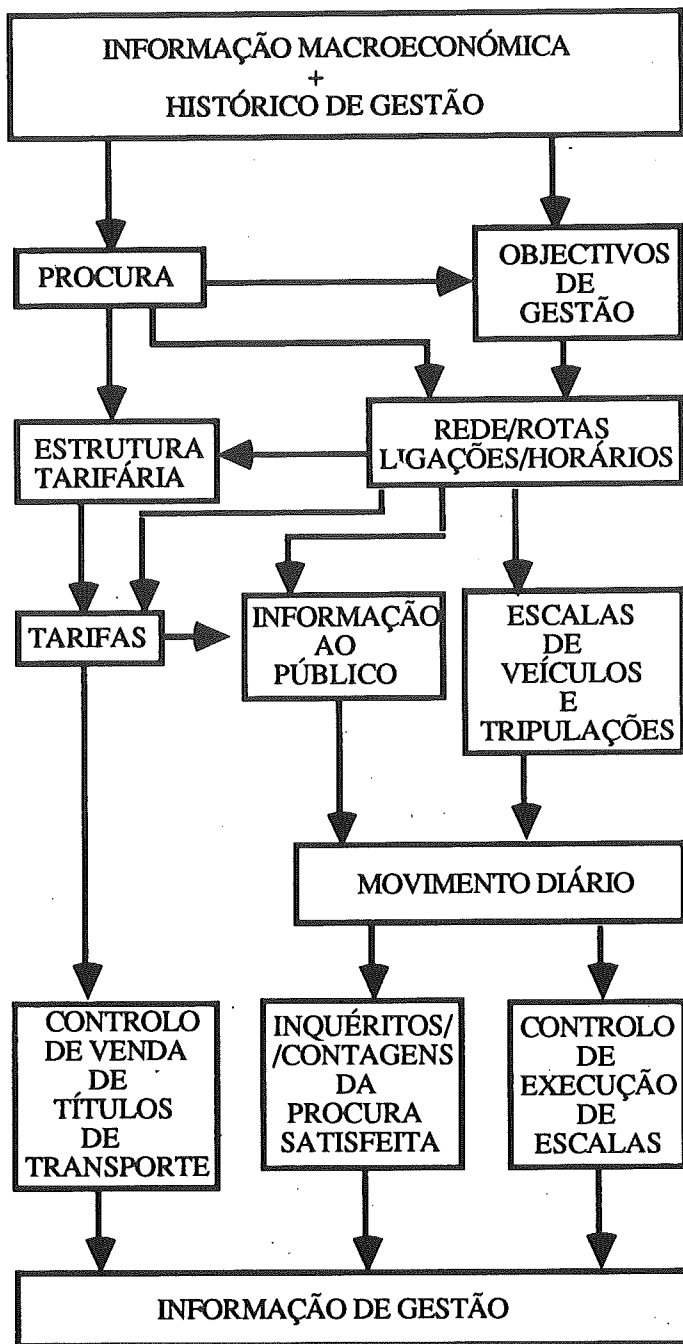 INFORMAÇÃO MACROECONÓMICA
+
HISTÓRICO DE GESTÃO
PROCURA
OBJECTIVOS
DE
GESTÃO
ESTRUTURA
TARIFÁRIA
REDE/ROTAS
LIGAÇÕES/HORÁRIOS
TARIFAS
INFORMAÇÃO
AO
PÚBLICO
ESCALAS
DE
VEÍCULOS
E
TRIPULAÇÕES
MOVIMENTO DIÁRIO
CONTROLO
DE VENDA
DE
TÍTULOS
DE
TRANSPORTE
INQUÉRITOS/
/CONTAGENS
DA
PROCURA
SATISFEITA
CONTROLO
DE
EXECUÇÃO
DE
ESCALAS
INFORMAÇÃO DE GESTÃO